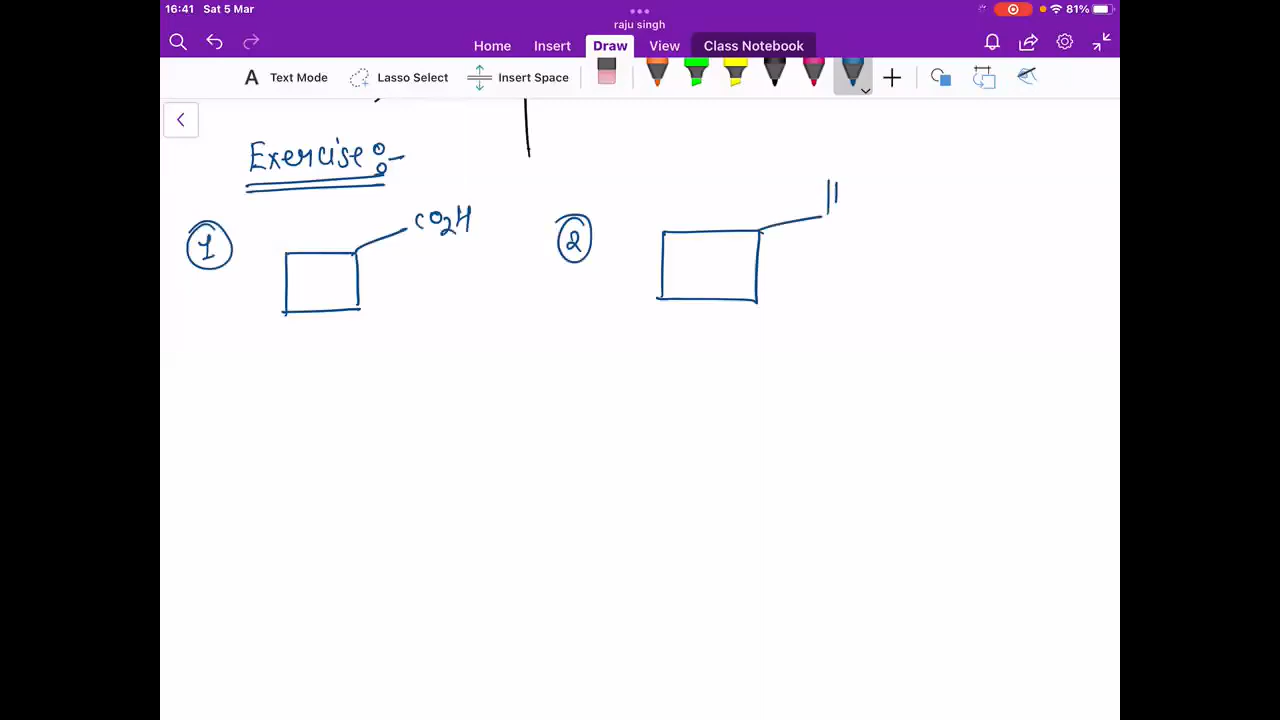 16:41 Sat 5 Mar
81%
raju singh
Home Insert Draw View Class Notebook
A Text Mode Lasso Select Insert Space
Exercise :-
1 CO2H 2